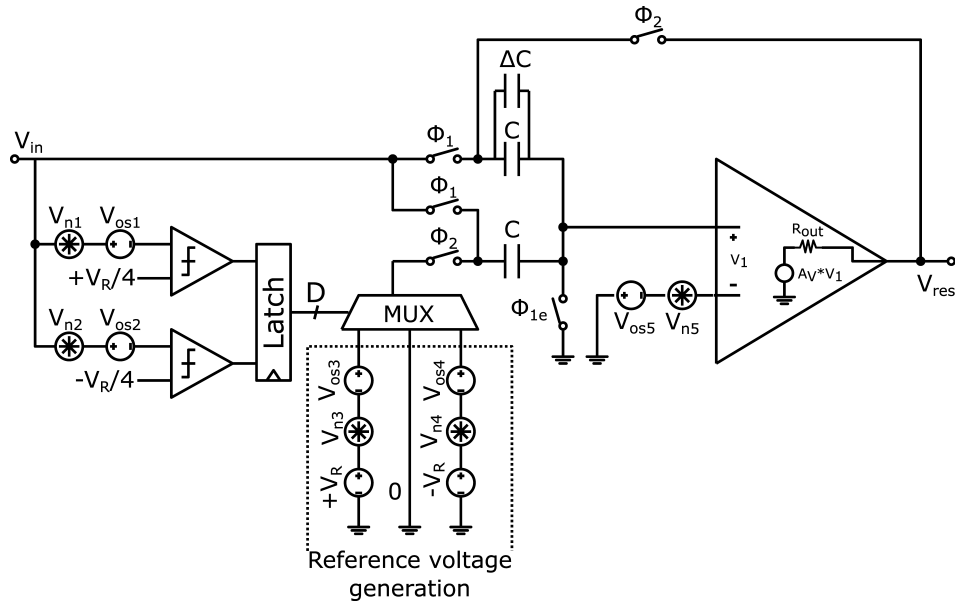 Φ2
ΔC
Vin
Φ1
C
Φ1
Vn1
Vos1
Φ2
C
Rout
+
V1
AV*V1
-
+VR/4
Vres
Latch
D
MUX
Φ1e
Vos5
Vn5
Vn2
Vos2
-VR/4
Vos3
Vos4
Vn3
Vn4
+VR
0
-VR
Reference voltage
generation